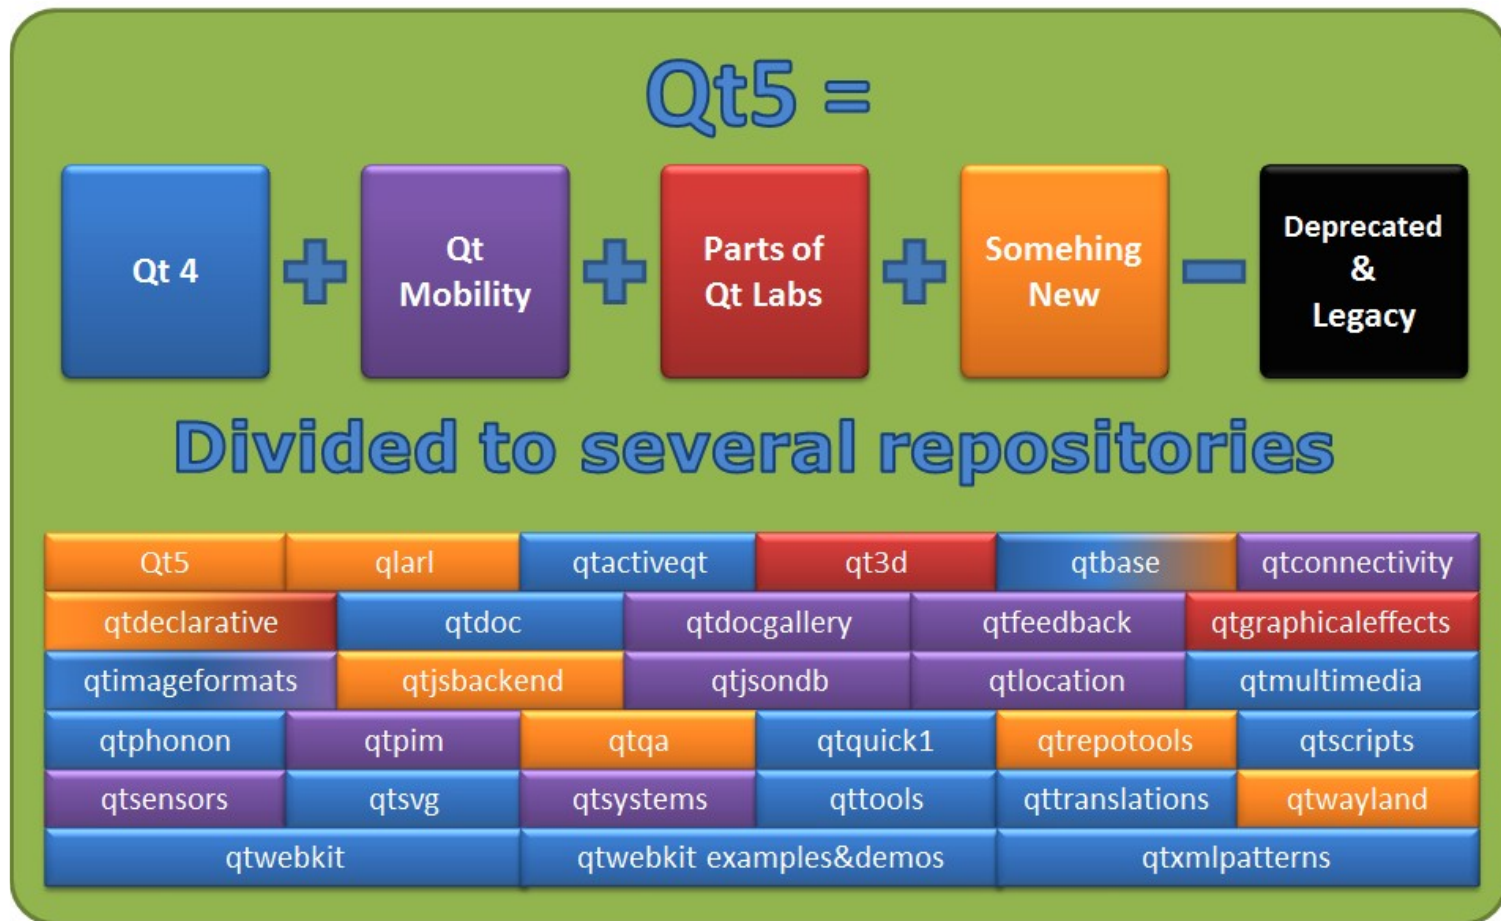 Qt5 =
Qt 4
Qt
Mobility
Parts of
Qt Labs
Somehing
New
Deprecated
&
Legacy
Divided to several repositories
Qt5 qlarl qtactiveqt qt3d qtbase qtconnectivity
qtdeclarative qtdoc qtdocgallery qtfeedback qtgraphicaleffects
qtimageformats qtjsbackend qtjsondb qtlocation qtmultimedia
qtphonon qtpim qtqa qtquick1 qtrepotools qtscripts
qtsensors qtsvg qtsystems qttools qttranslations qtwayland
qtwebkit qtwebkit examples&demos qtxmlpatterns